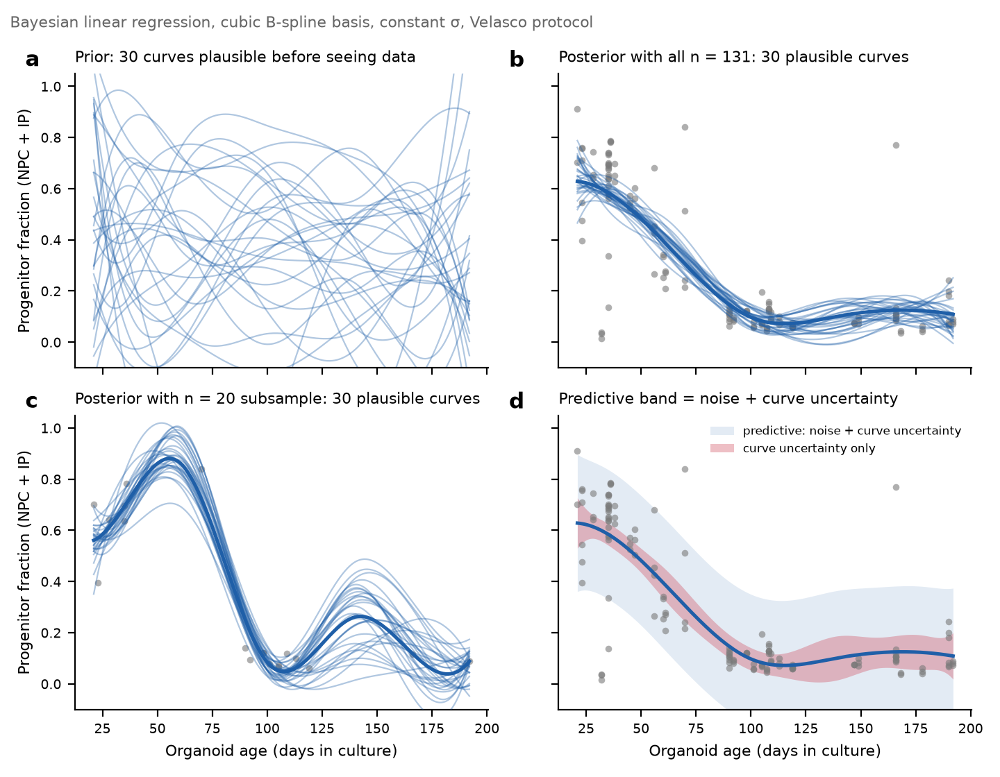 Bayesian linear regression, cubic B-spline basis, constant σ, Velasco protocol
a
Prior: 30 curves plausible before seeing data
Progenitor fraction (NPC + IP)
1.0
0.8
0.6
0.4
0.2
0.0
b
Posterior with all n = 131: 30 plausible curves
c
Posterior with n = 20 subsample: 30 plausible curves
Progenitor fraction (NPC + IP)
1.0
0.8
0.6
0.4
0.2
0.0
25 50 75 100 125 150 175 200
Organoid age (days in culture)
d
Predictive band = noise + curve uncertainty
predictive: noise + curve uncertainty
curve uncertainty only
25 50 75 100 125 150 175 200
Organoid age (days in culture)